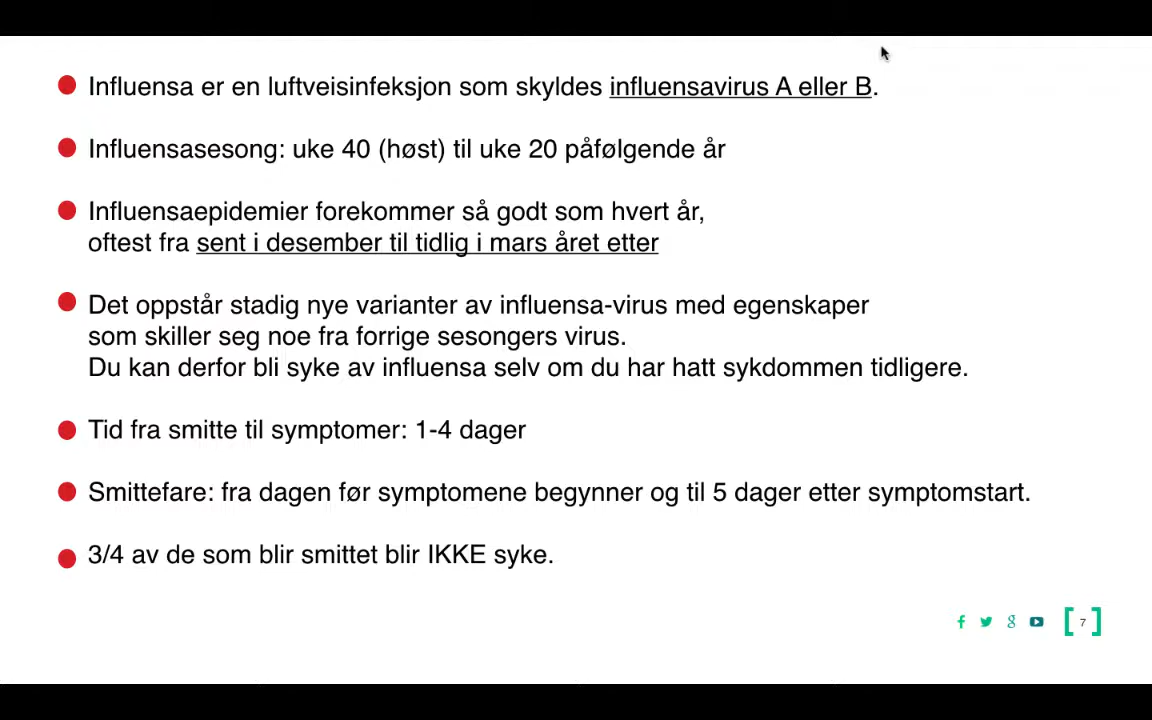 Influensa er en luftveisinfeksjon som skyldes influensavirus A eller B.
Influensasesong: uke 40 (høst) til uke 20 påfølgende år
Influensaepidemier forekommer så godt som hvert år,
oftest fra sent i desember til tidlig i mars året etter
Det oppstår stadig nye varianter av influensa-virus med egenskaper
som skiller seg noe fra forrige sesongers virus.
Du kan derfor bli syke av influensa selv om du har hatt sykdommen tidligere.
Tid fra smitte til symptomer: 1-4 dager
Smittefare: fra dagen før symptomene begynner og til 5 dager etter symptomstart.
3/4 av de som blir smittet blir IKKE syke.
[ 7 ]